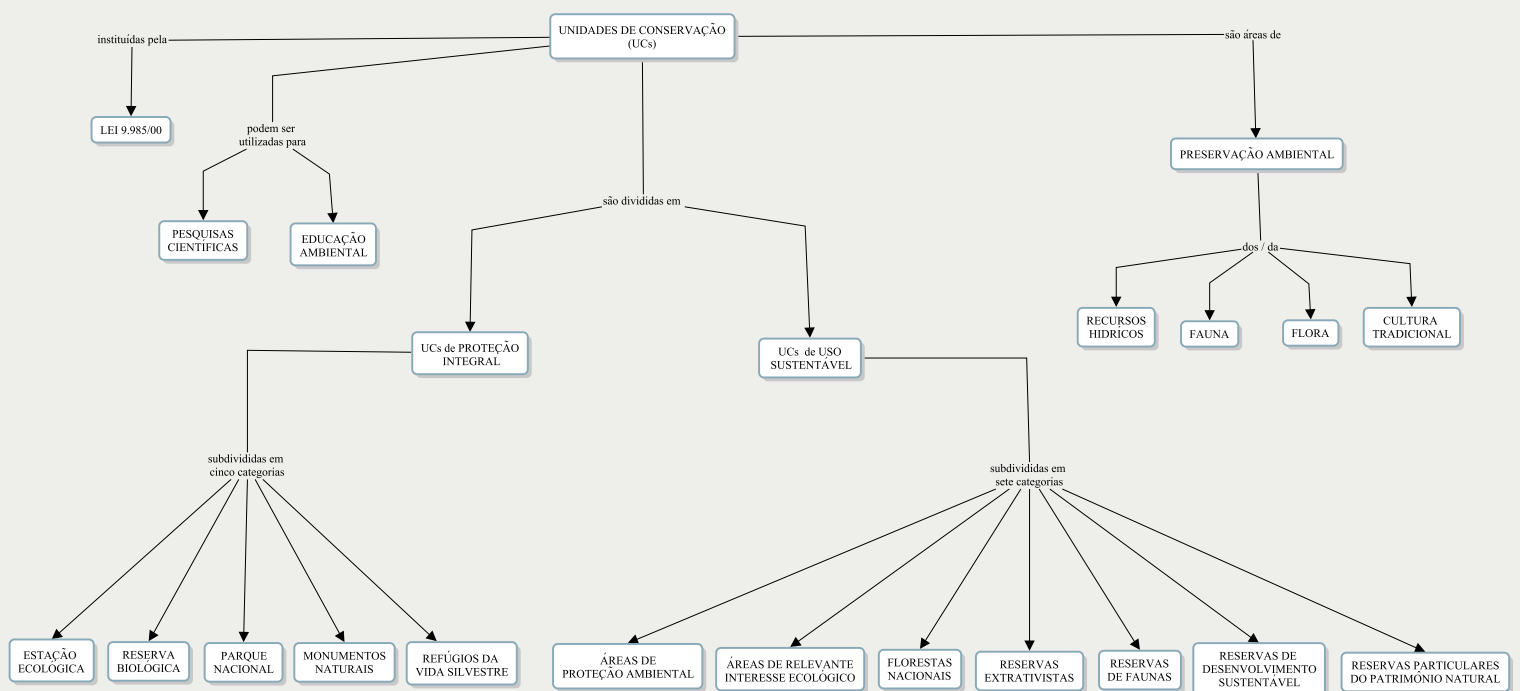 UNIDADES DE CONSERVAÇÃO
(UCs)
instituídas pela
são áreas de
LEI 9.985/00
podem ser
utilizadas para
PRESERVAÇÃO AMBIENTAL
PESQUISAS
CIENTÍFICAS
EDUCAÇÃO
AMBIENTAL
são divididas em
dos / da
RECURSOS
HIDRÍCOS
FAUNA
FLORA
CULTURA
TRADICIONAL
UCs de PROTEÇÃO
INTEGRAL
UCs de USO
SUSTENTÁVEL
subdivididas em
cinco categorias
subdivididas em
sete categorias
ESTAÇÃO
ECOLÓGICA
RESERVA
BIOLÓGICA
PARQUE
NACIONAL
MONUMENTOS
NATURAIS
REFÚGIOS DA
VIDA SILVESTRE
ÁREAS DE
PROTEÇÃO AMBIENTAL
ÁREAS DE RELEVANTE
INTERESSE ECOLÓGICO
FLORESTAS
NACIONAIS
RESERVAS
EXTRATIVISTAS
RESERVAS
DE FAUNAS
RESERVAS DE
DESENVOLVIMENTO
SUSTENTÁVEL
RESERVAS PARTICULARES
DO PATRIMÓNIO NATURAL